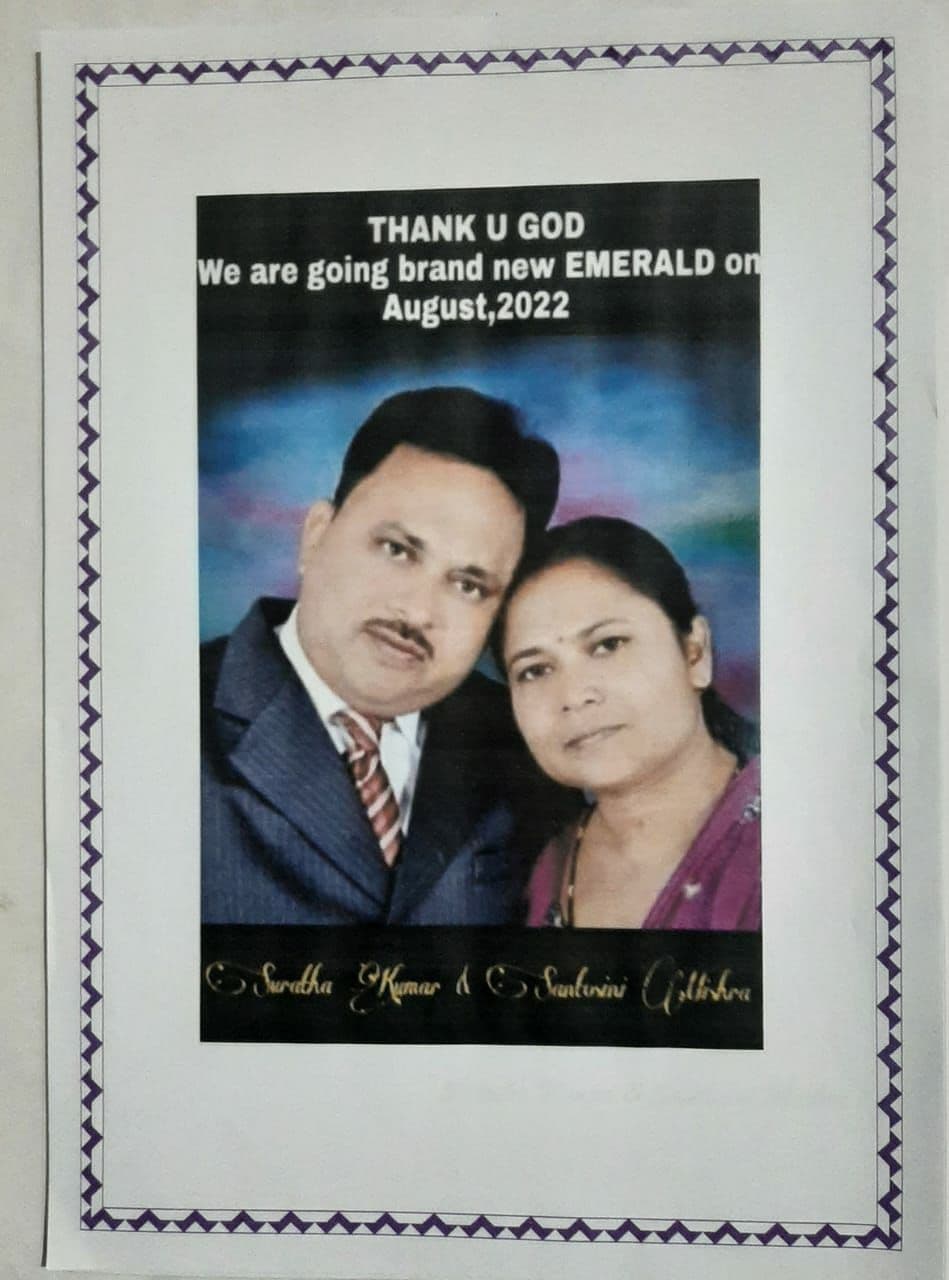 THANK U GOD
We are going brand new EMERALD on
August,2022
Suratha Kumar & Santosini Mishra